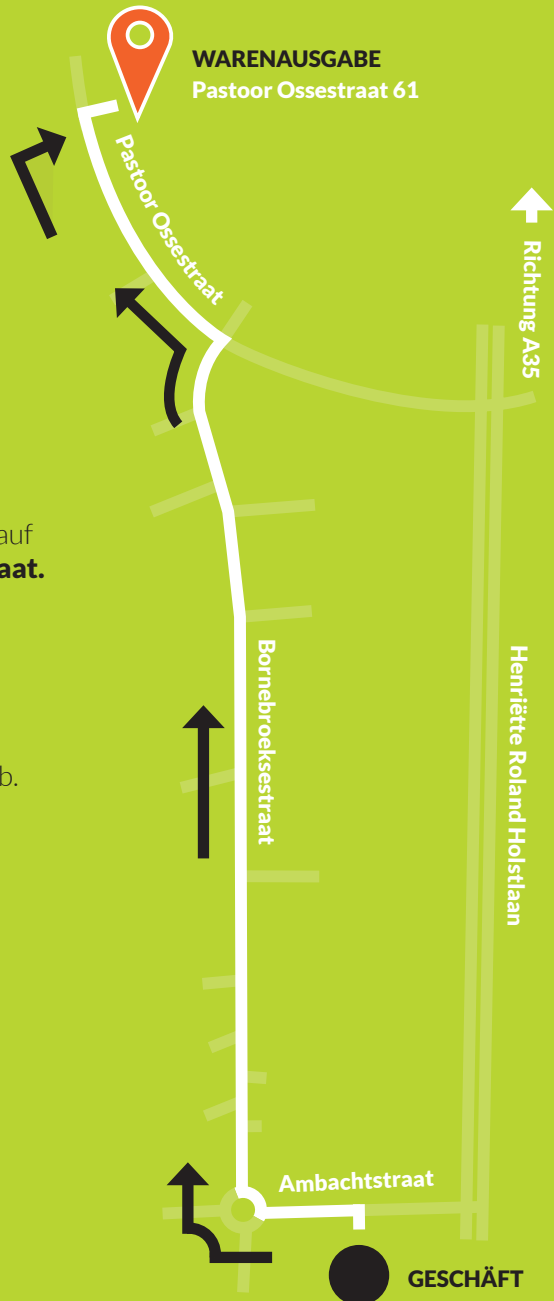 WARENAUSGABE
Pastoor Ossestraat 61
Pastoor Ossestraat
Richtung A35
auf
aat.
Bornebroeksestraat
Henriëtte Roland Holstlaan
b.
Ambachtstraat
GESCHÄFT